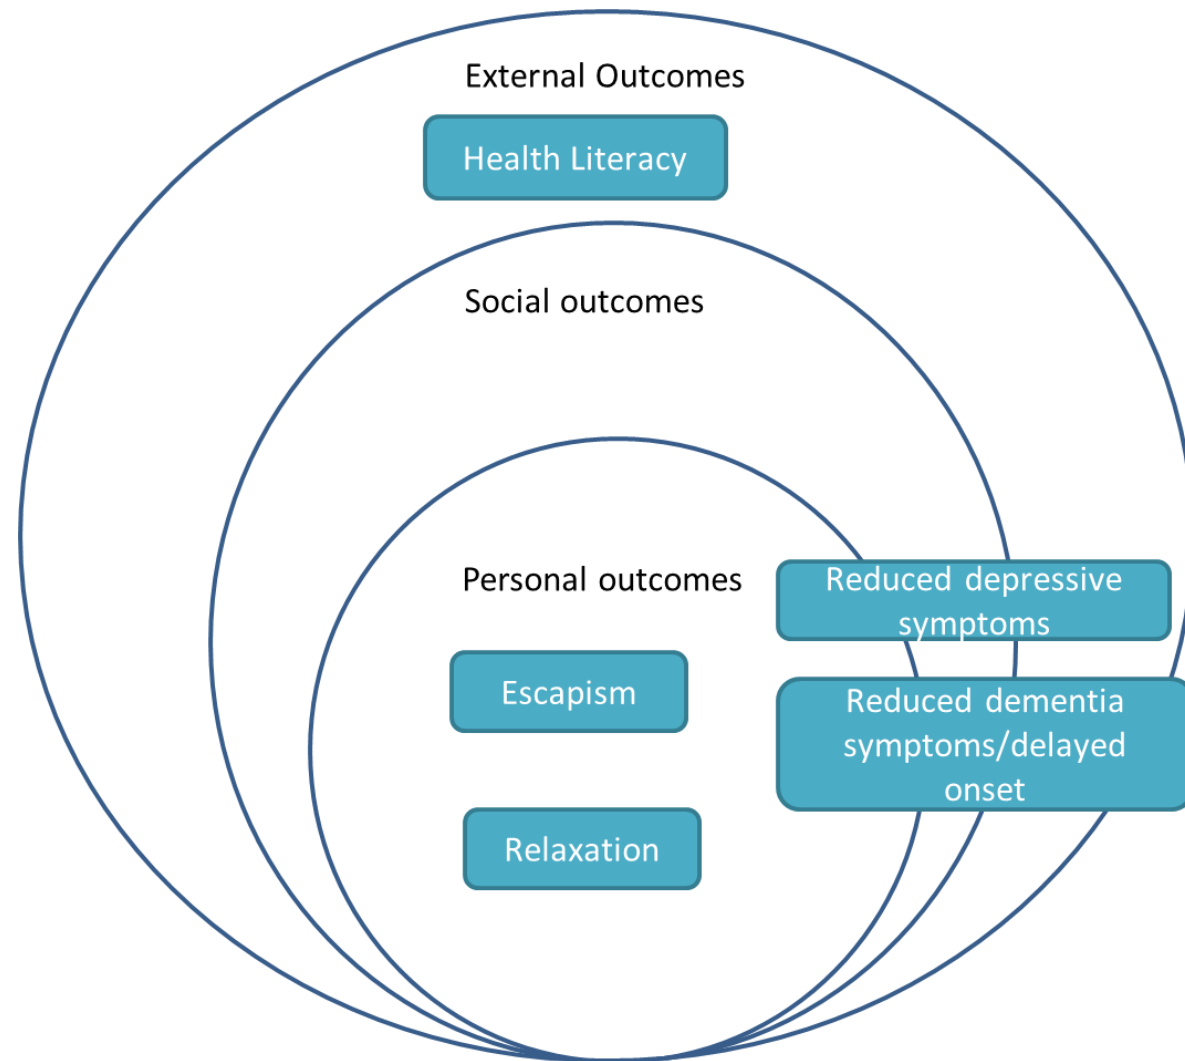 External Outcomes
Health Literacy
Social outcomes
Personal outcomes
Reduced depressive
symptoms
Escapism
Reduced dementia
symptoms/delayed
onset
Relaxation